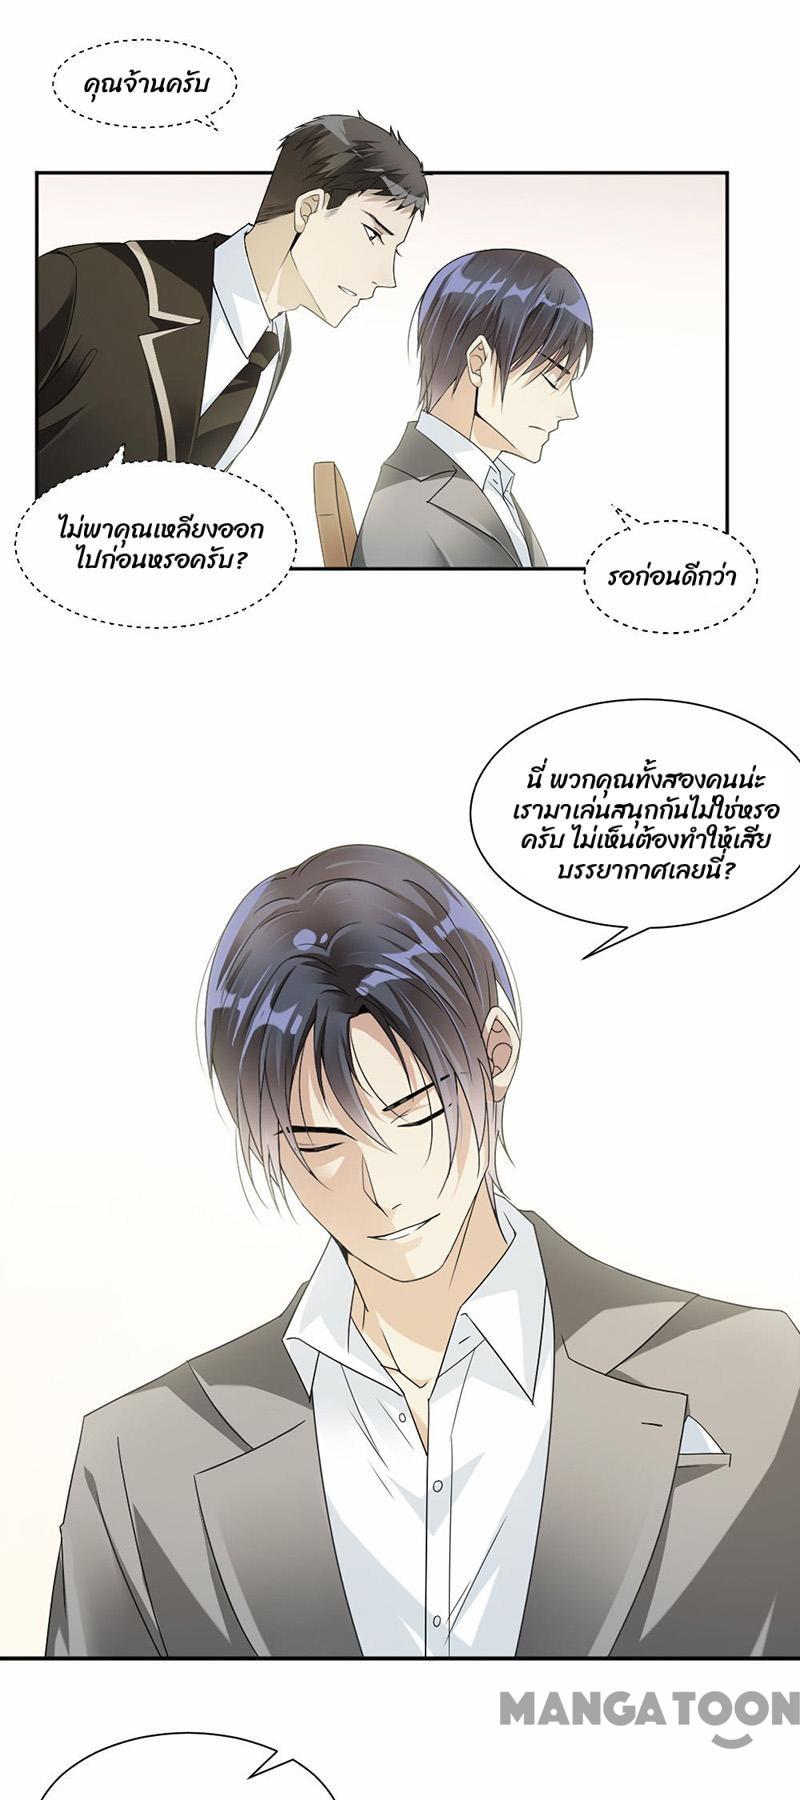 คุณจ้านครับ
ไม่พาคุณเหลียงออก
ไปก่อนหรอครับ?
รอก่อนดีกว่า
นี่ พวกคุณทั้งสองคนน่ะ
เรามาเล่นสนุกกันไม่ใช่หรอ
ครับ ไม่เห็นต้องทำให้เสีย
บรรยากาศเลยนี่?
MANGATOON